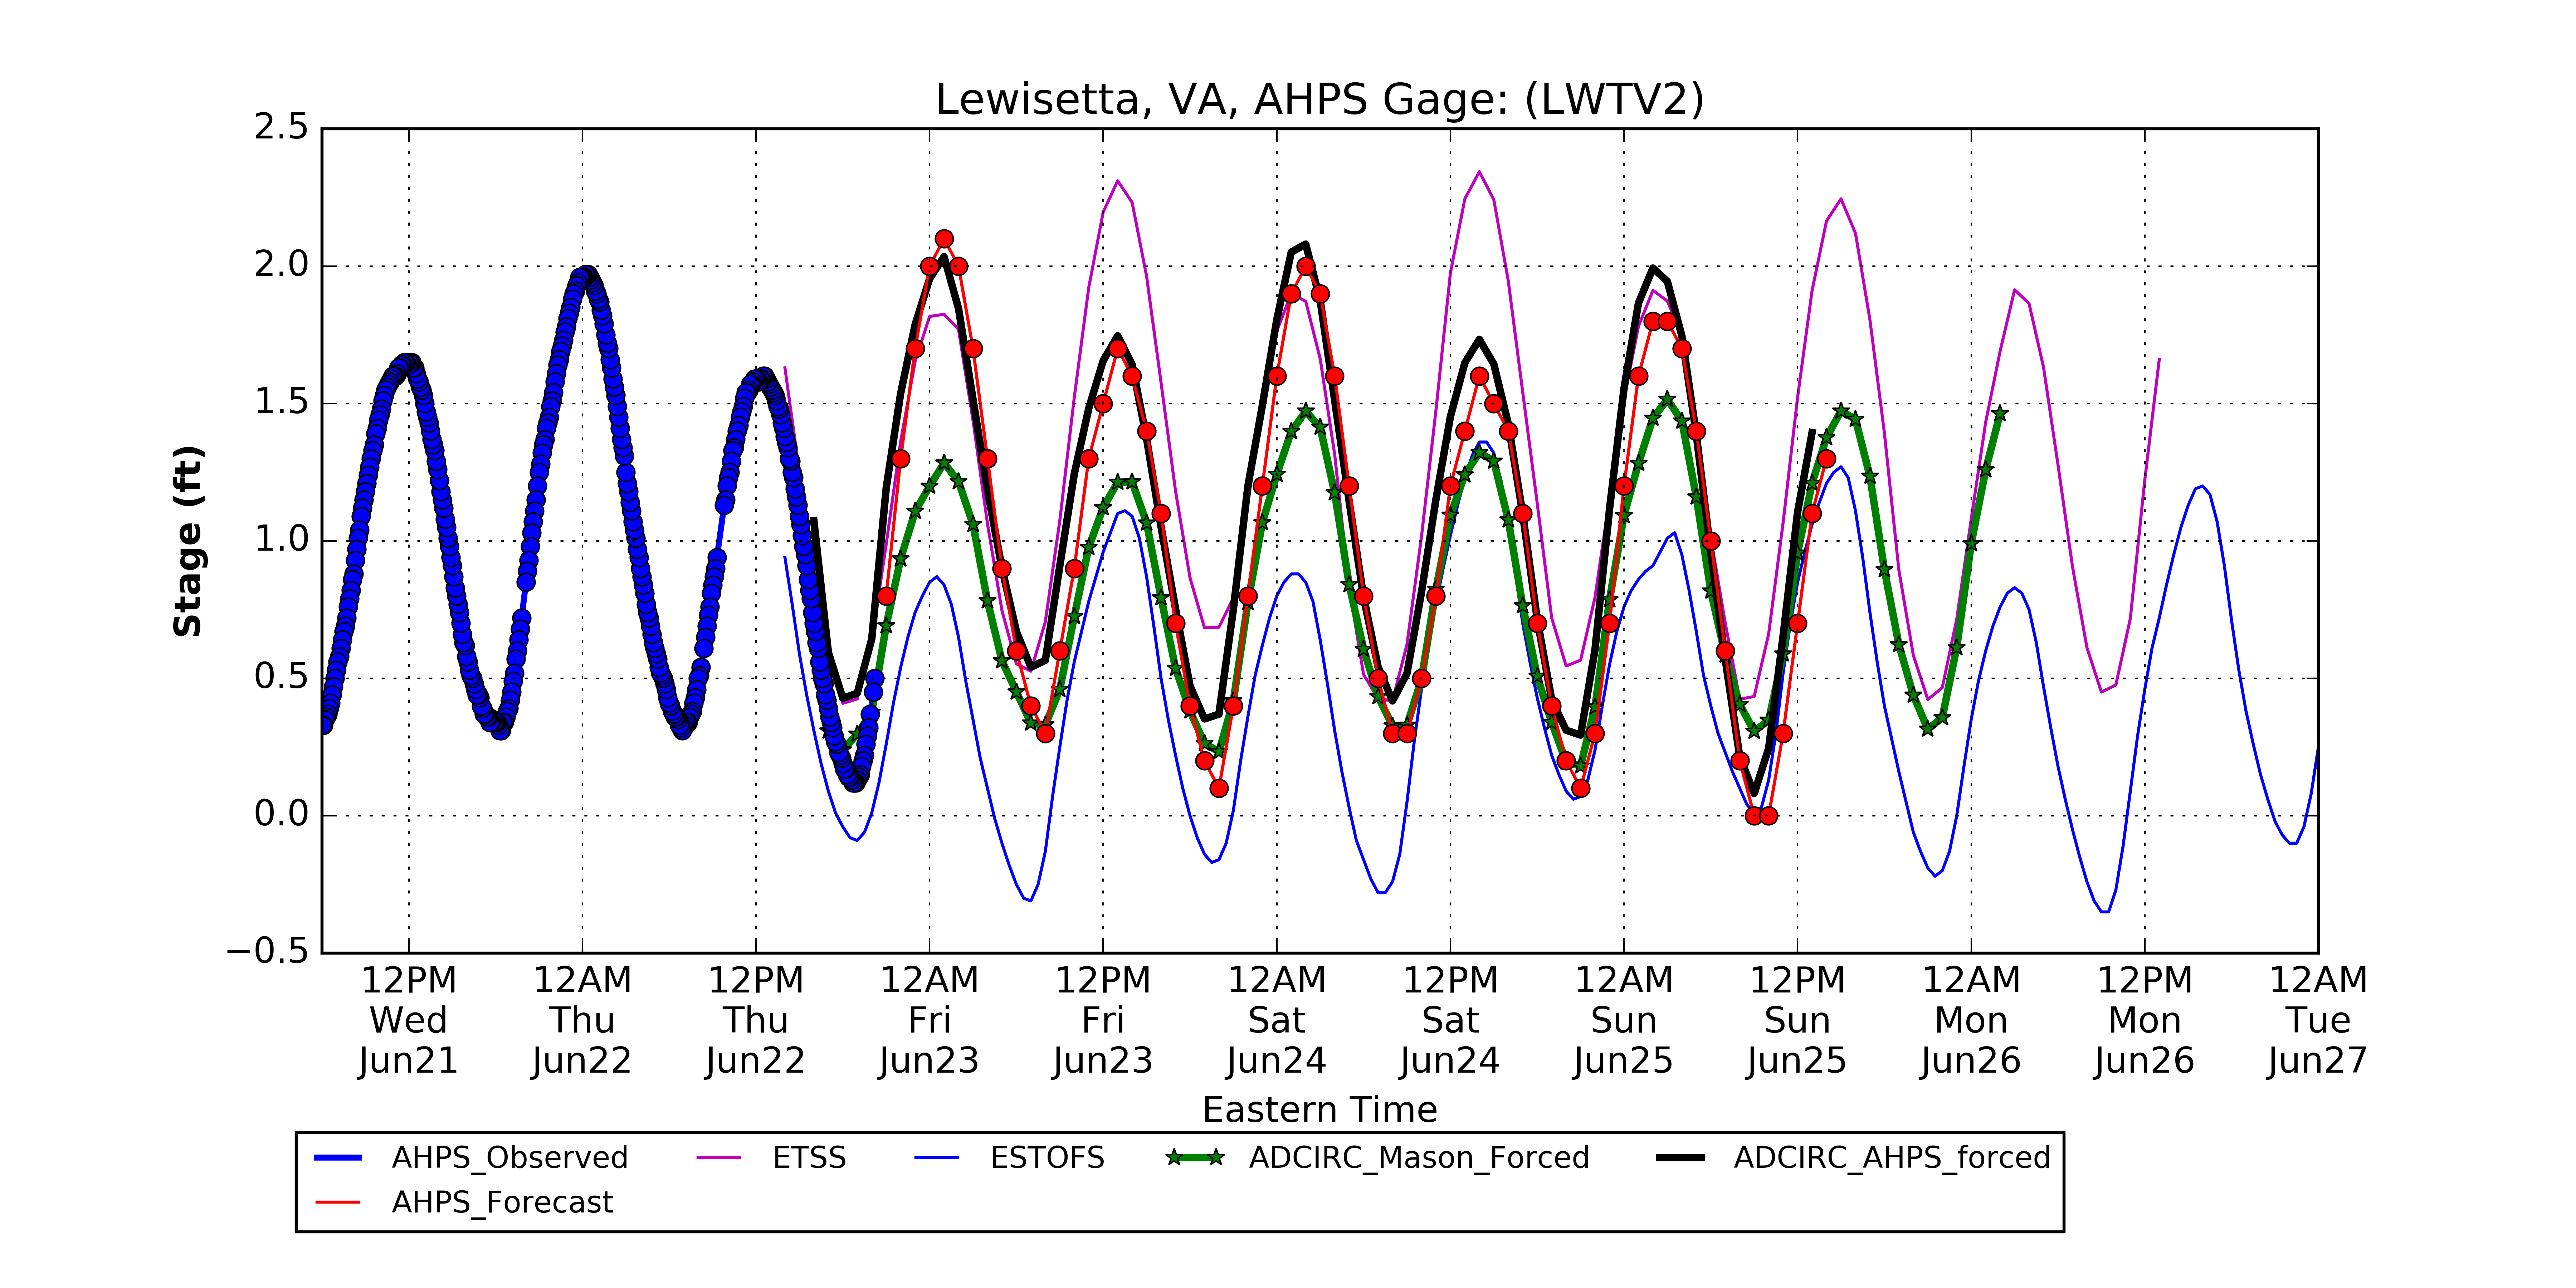 Lewisetta, VA, AHPS Gage: (LWTV2)
2.5
2.0
1.5
1.0
0.5
0.0
−0.5
Stage (ft)
12PM 12AM 12PM 12AM 12PM 12AM 12PM 12AM 12PM 12AM 12PM 12AM
Wed Thu Thu Fri Fri Sat Sat Sun Sun Mon Mon Tue
Jun21 Jun22 Jun22 Jun23 Jun23 Jun24 Jun24 Jun25 Jun25 Jun26 Jun26 Jun27
Eastern Time
AHPS_Observed ETSS ESTOFS ADCIRC_Mason_Forced ADCIRC_AHPS_forced
AHPS_Forecast